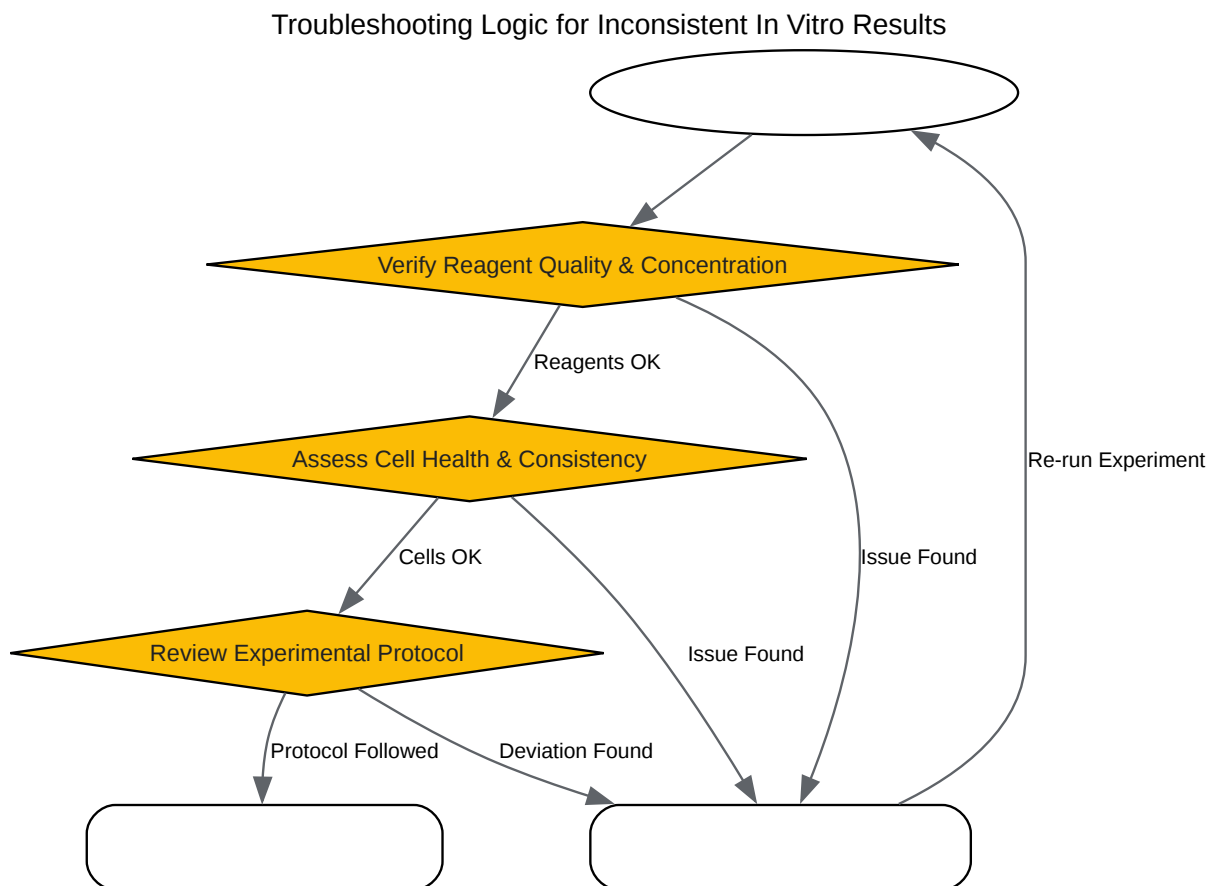 Troubleshooting Logic for Inconsistent In Vitro Results
Verify Reagent Quality & Concentration
Reagents OK
Assess Cell Health & Consistency
Re-run Experiment
Cells OK
Issue Found
Review Experimental Protocol
Issue Found
Protocol Followed
Deviation Found